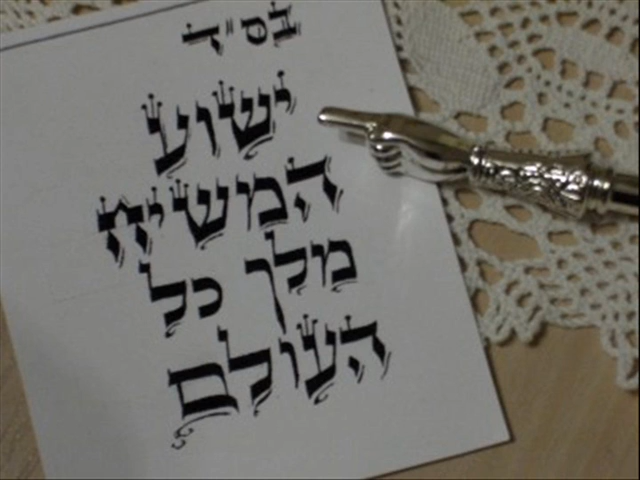 בס"ד
ישוע
המשיח
מלך כל
העולם